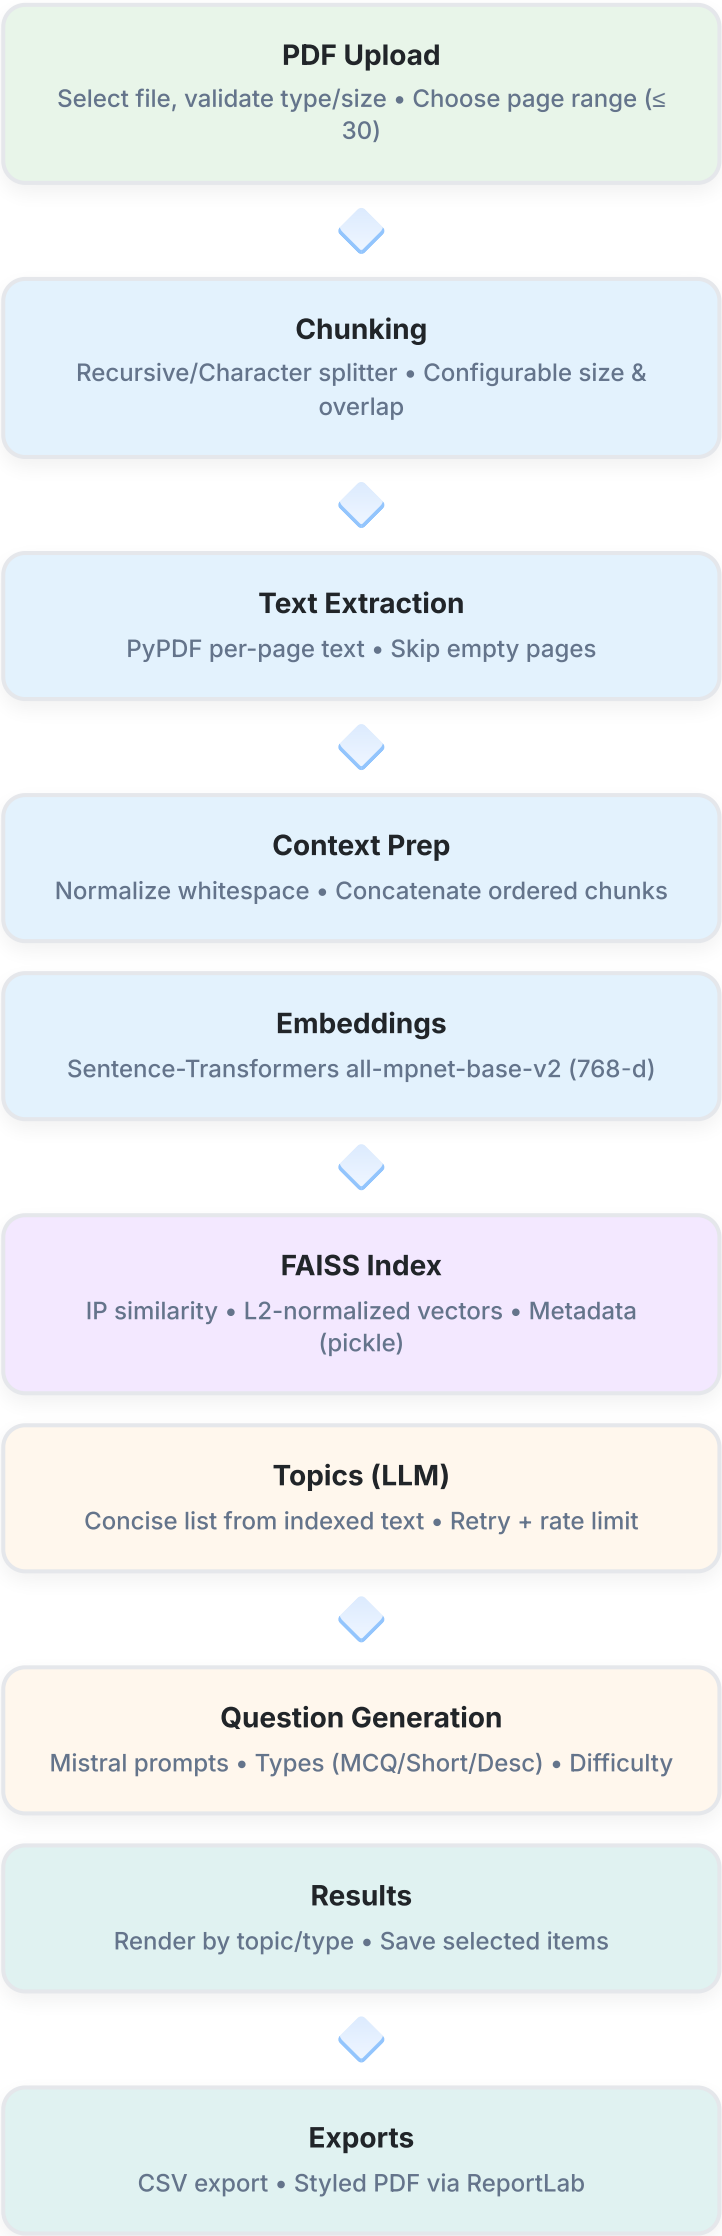 PDF Upload
Select file, validate type/size • Choose page range (≤
30)
Chunking
Recursive/Character splitter • Configurable size &
overlap
Text Extraction
PyPDF per-page text • Skip empty pages
Context Prep
Normalize whitespace • Concatenate ordered chunks
Embeddings
Sentence-Transformers all-mpnet-base-v2 (768-d)
FAISS Index
IP similarity • L2-normalized vectors • Metadata
(pickle)
Topics (LLM)
Concise list from indexed text • Retry + rate limit
Question Generation
Mistral prompts • Types (MCQ/Short/Desc) • Difficulty
Results
Render by topic/type • Save selected items
Exports
CSV export • Styled PDF via ReportLab